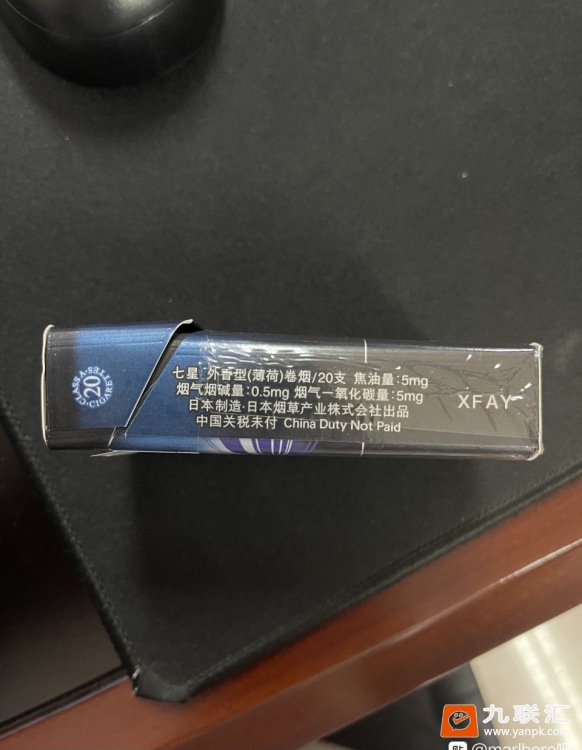 七星 外香型(薄荷)卷烟/20支 焦油量:5mg
烟气烟碱量:0.5mg 烟气一氧化碳量:5mg
日本制造·日本烟草产业株式会社出品
中国关税未付 China Duty Not Paid
XFAY
CLASS A·CIGARETTES·
20
九联汇
www.yanpk.com